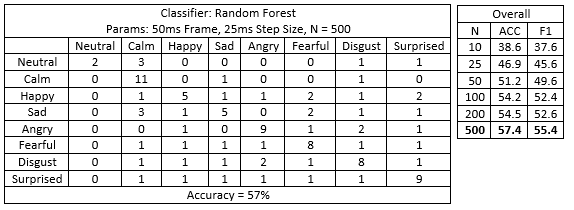 Classifier: Random Forest
Params: 50ms Frame, 25ms Step Size, N = 500
Neutral Calm Happy Sad Angry Fearful Disgust Surprised
Neutral 2 3 0 0 0 0 1 1
Calm 0 11 0 1 0 0 1 0
Happy 0 1 5 1 1 2 1 2
Sad 0 3 1 5 0 2 1 1
Angry 0 0 1 0 9 1 2 1
Fearful 0 1 1 1 1 8 1 1
Disgust 0 1 1 1 2 1 8 1
Surprised 0 1 1 1 1 1 1 9
Accuracy = 57%
Overall
N ACC F1
10 38.6 37.6
25 46.9 45.6
50 51.2 49.6
100 54.2 52.4
200 54.5 52.6
500 57.4 55.4